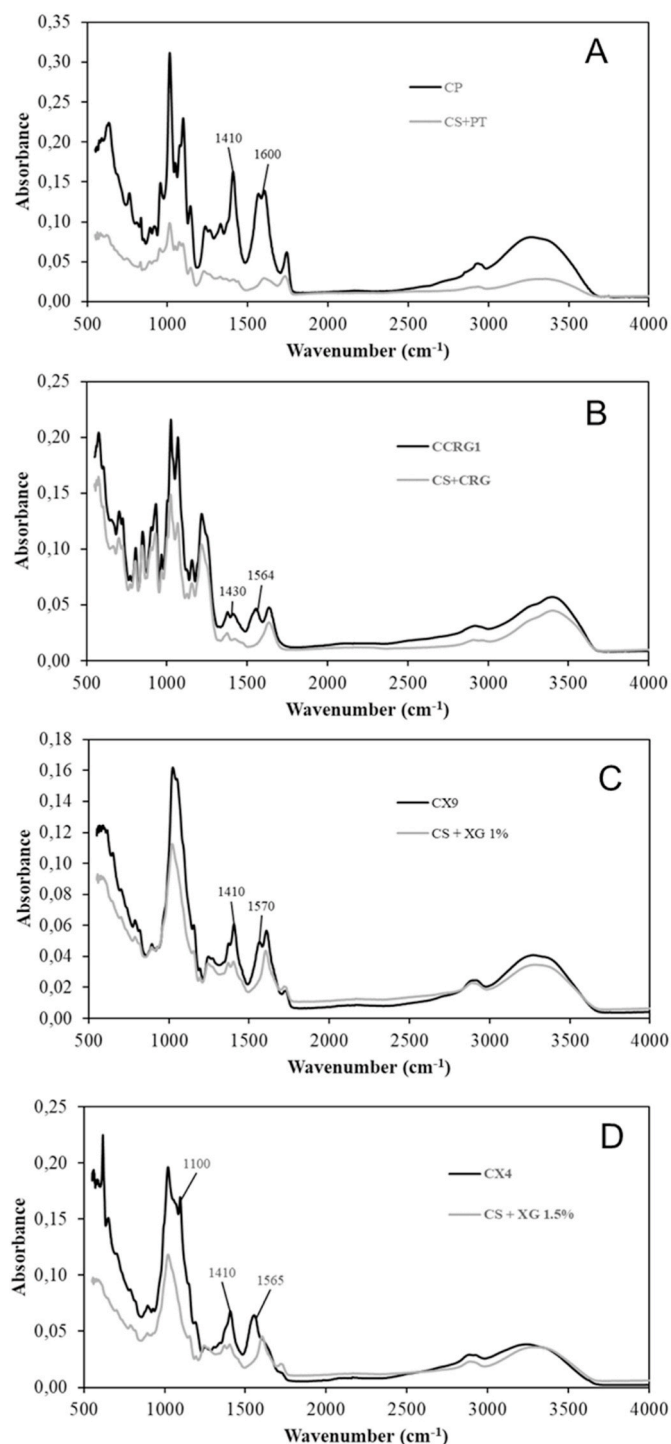 A
0,35
0,30
0,25
0,20
0,15
0,10
0,05
0,00
Absorbance
CP
CS+PT
1410
1600
500 1000 1500 2000 2500 3000 3500 4000
Wavenumber (cm-1)
B
0,25
0,20
0,15
0,10
0,05
0,00
Absorbance
CCRG1
CS+CRG
1430
1564
500 1000 1500 2000 2500 3000 3500 4000
Wavenumber (cm-1)
C
0,18
0,16
0,14
0,12
0,10
0,08
0,06
0,04
0,02
0,00
Absorbance
CX9
CS + XG 1%
1410
1570
500 1000 1500 2000 2500 3000 3500 4000
Wavenumber (cm-1)
D
0,25
0,20
0,15
0,10
0,05
0,00
Absorbance
1100
CX4
CS + XG 1.5%
1410
1565
500 1000 1500 2000 2500 3000 3500 4000
Wavenumber (cm-1)